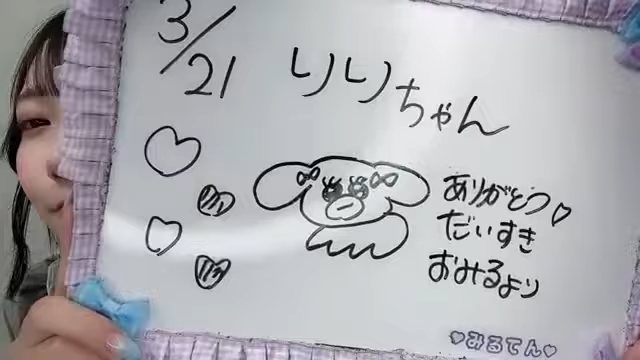 3/21
りりちゃん
ありがとう♡
だいすき
おみるより
♡みるてん♡